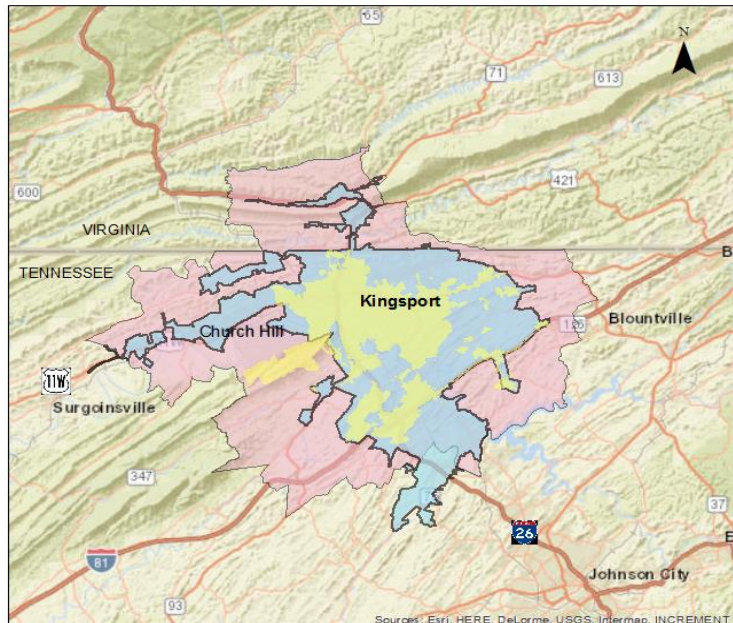 65
N
71
613
600
421
VIRGINIA
TENNESSEE
Kingsport
B
126
Blountville
Church Hill
11W
Surgoinsville
347
37
26
81
E
Johnson City
93
Sources: Esri, HERE, DeLorme, USGS, Intermap, INCREMENT